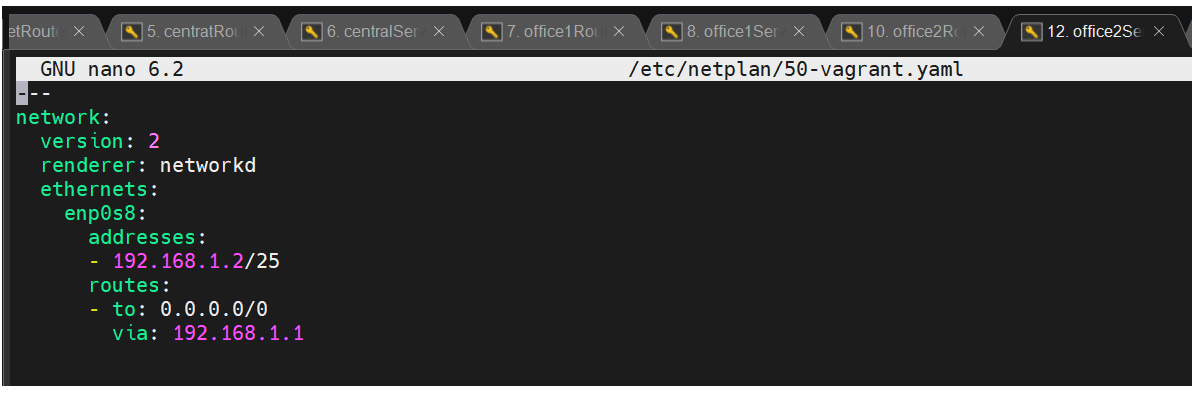 etRoute 5. centratRou 6. centralSer 7. office1Rou 8. office1Ser 10. office2Ro 12. office2Se
GNU nano 6.2 /etc/netplan/50-vagrant.yaml
---
network:
  version: 2
  renderer: networkd
  ethernets:
    enp0s8:
      addresses:
      - 192.168.1.2/25
      routes:
      - to: 0.0.0.0/0
        via: 192.168.1.1